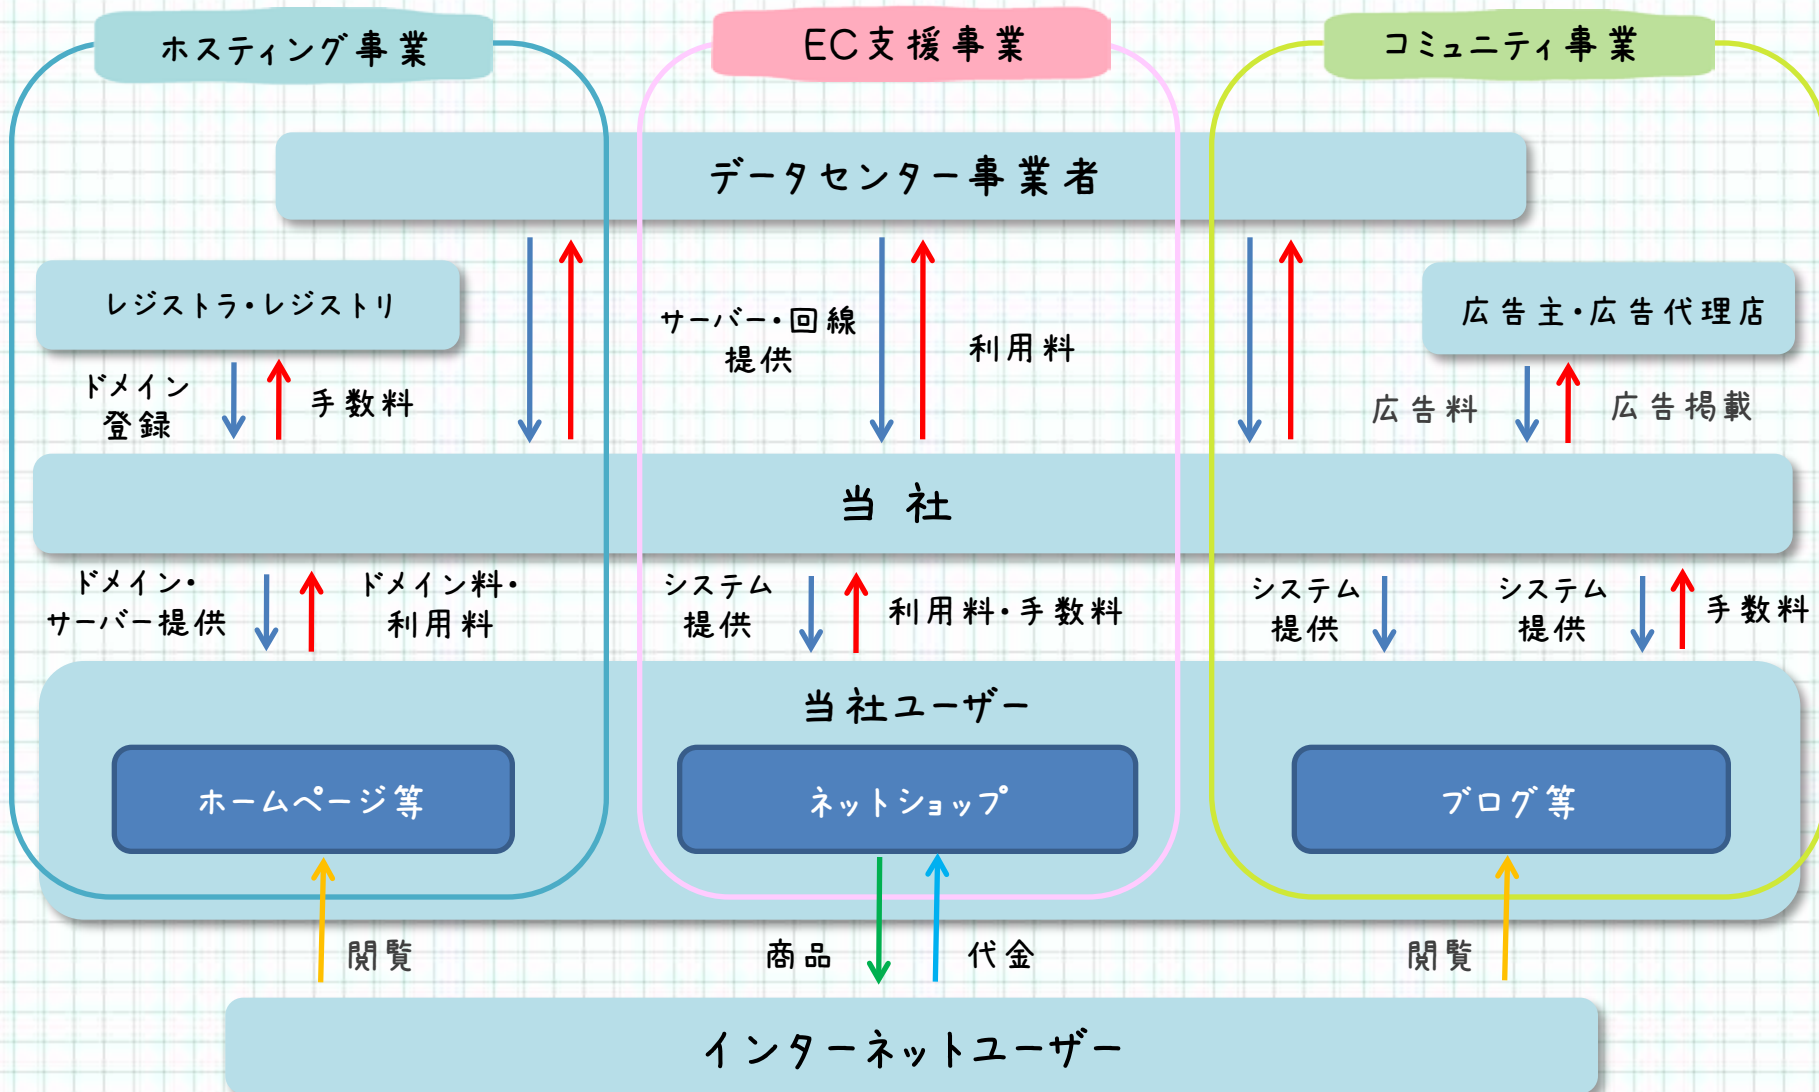 ホスティング事業
EC支援事業
コミュニティ事業
データセンター事業者
レジストラ・レジストリ
広告主・広告代理店
サーバー・回線
提供
利用料
ドメイン
登録
手数料
広告料
広告掲載
当社
ドメイン・
サーバー提供
ドメイン料・
利用料
システム
提供
利用料・手数料
システム
提供
システム
提供
手数料
当社ユーザー
ホームページ等
ネットショップ
ブログ等
閲覧
商品
代金
閲覧
インターネットユーザー